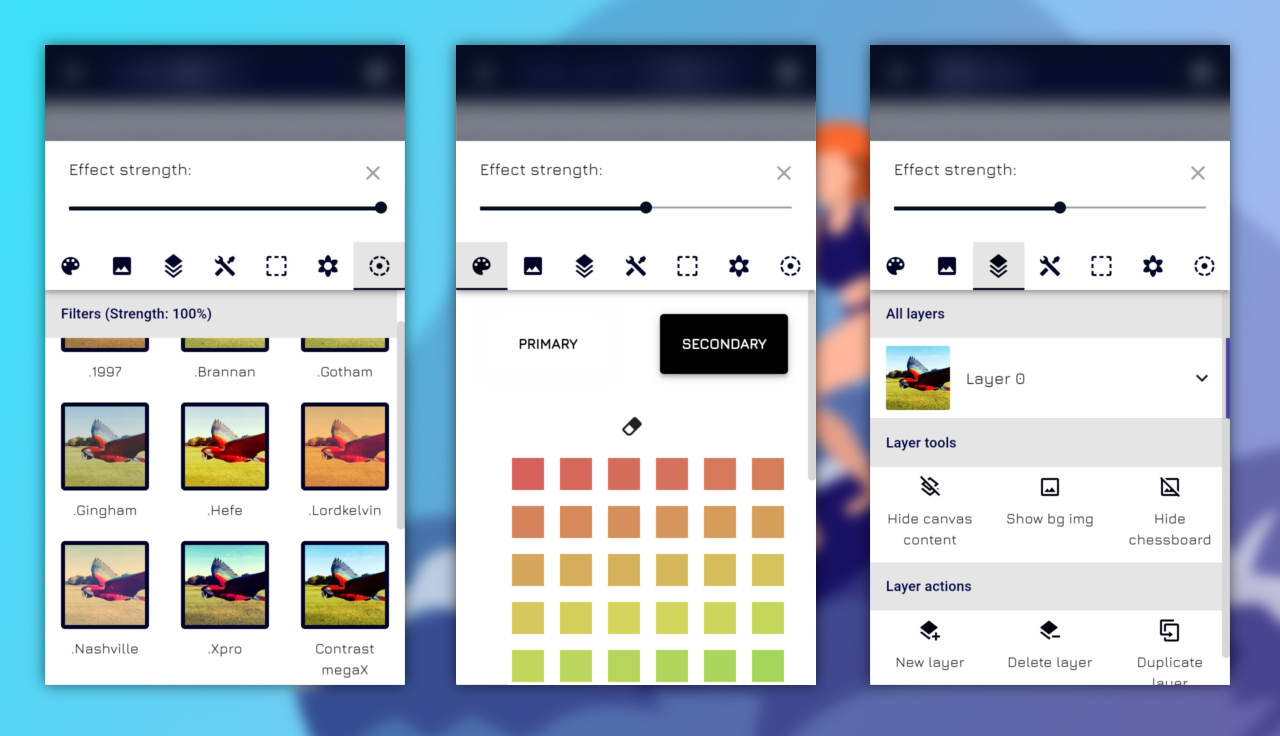 Effect strength:
Filters (Strength: 100%)
.1997 .Brannan .Gotham
.Gingham .Hefe .Lordkelvin
.Nashville .Xpro Contrast
megaX
Effect strength:
PRIMARY SECONDARY
Effect strength:
All layers
Layer 0
Layer tools
Hide canvas Show bg img Hide
content chessboard
Layer actions
New layer Delete layer Duplicate
layer